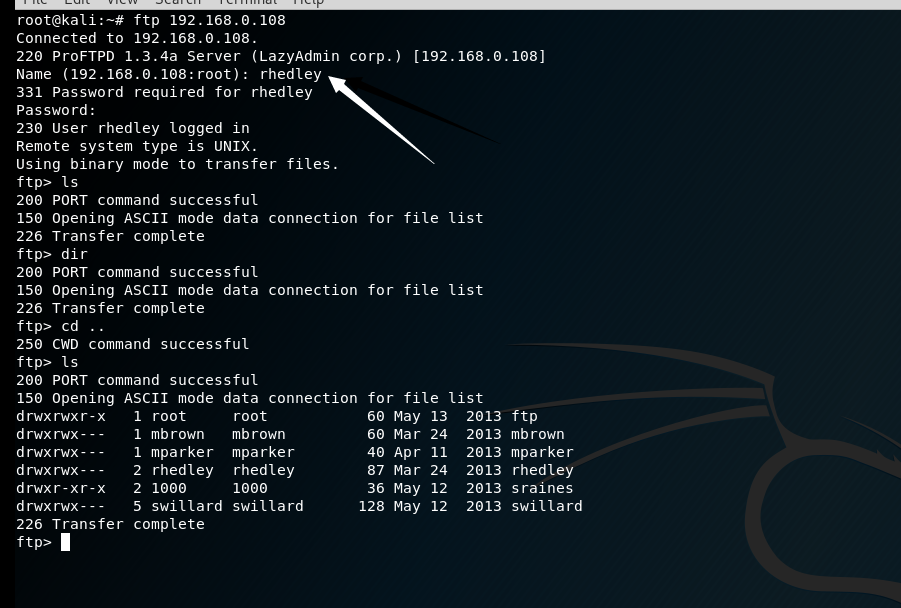 File Edit View Search Terminal Help
root@kali:~# ftp 192.168.0.108
Connected to 192.168.0.108.
220 ProFTPD 1.3.4a Server (LazyAdmin corp.) [192.168.0.108]
Name (192.168.0.108:root): rhedley
331 Password required for rhedley
Password:
230 User rhedley logged in
Remote system type is UNIX.
Using binary mode to transfer files.
ftp> ls
200 PORT command successful
150 Opening ASCII mode data connection for file list
226 Transfer complete
ftp> dir
200 PORT command successful
150 Opening ASCII mode data connection for file list
226 Transfer complete
ftp> cd ..
250 CWD command successful
ftp> ls
200 PORT command successful
150 Opening ASCII mode data connection for file list
drwxrwxr-x   1 root     root           60 May 13  2013 ftp
drwxrwx---   1 mbrown   mbrown         60 Mar 24  2013 mbrown
drwxrwx---   1 mparker  mparker        40 Apr 11  2013 mparker
drwxrwx---   2 rhedley  rhedley        87 Mar 24  2013 rhedley
drwxr-xr-x   2 1000     1000           36 May 12  2013 sraines
drwxrwx---   5 swillard swillard      128 May 12  2013 swillard
226 Transfer complete
ftp>